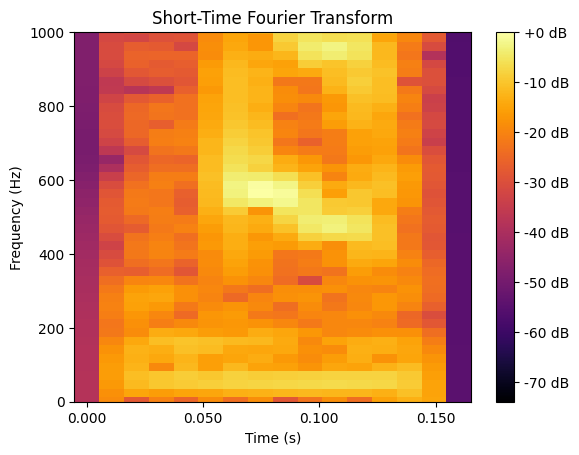 Short-Time Fourier Transform
1000
800
600
400
200
0
Frequency (Hz)
0.000
0.050
0.100
0.150
Time (s)
+0 dB
-10 dB
-20 dB
-30 dB
-40 dB
-50 dB
-60 dB
-70 dB